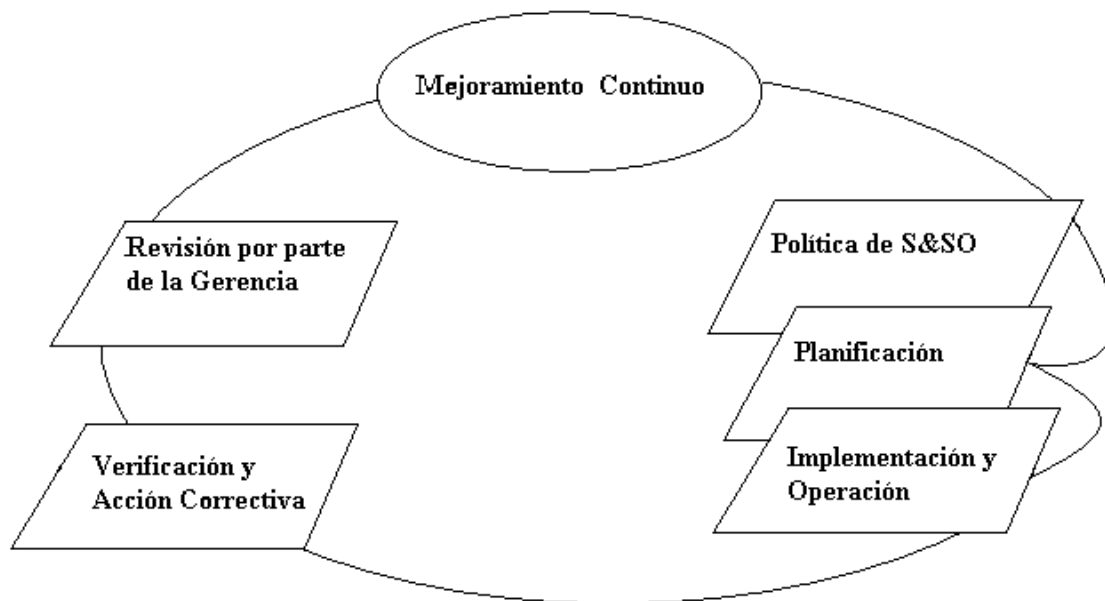 Mejoramiento Continuo
Revisión por parte
de la Gerencia
Política de S&SO
Planificación
Verificación y
Acción Correctiva
Implementación y
Operación